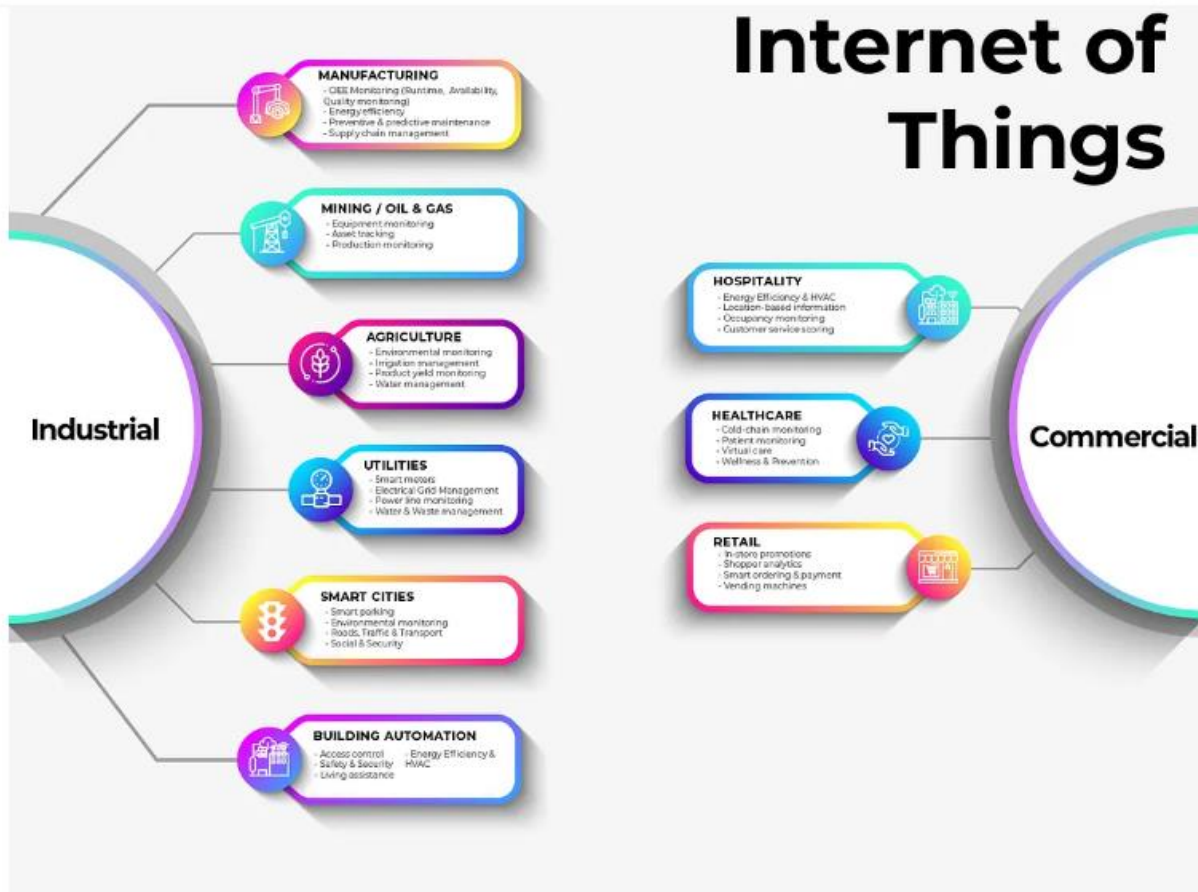 Internet of
Things
Industrial
MANUFACTURING
- OEE Monitoring (Runtime, Availability,
Quality monitoring)
- Energy efficiency
- Preventive & predictive maintenance
- Supply chain management
MINING / OIL & GAS
- Equipment monitoring
- Asset tracking
- Production monitoring
AGRICULTURE
- Environmental monitoring
- Irrigation management
- Product yield monitoring
- Water management
UTILITIES
- Smart meters
- Electrical Grid Management
- Power line monitoring
- Water & Waste management
SMART CITIES
- Smart parking
- Environmental monitoring
- Roads, Traffic & Transport
- Social & Security
BUILDING AUTOMATION
- Access control
- Safety & Security
- Living assistance
- Energy Efficiency &
HVAC
Commercial
HOSPITALITY
- Energy Efficiency & HVAC
- Location-based information
- Occupancy monitoring
- Customer service scoring
HEALTHCARE
- Cold-chain monitoring
- Patient monitoring
- Virtual care
- Wellness & Prevention
RETAIL
- In-store promotions
- Shopper analytics
- Smart ordering & payment
- Vending machines